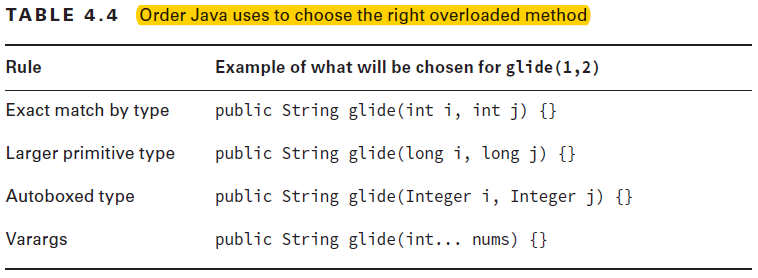 TABLE 4.4 Order Java uses to choose the right overloaded method
Rule Example of what will be chosen for glide(1,2)
Exact match by type public String glide(int i, int j) {}
Larger primitive type public String glide(long i, long j) {}
Autoboxed type public String glide(Integer i, Integer j) {}
Varargs public String glide(int... nums) {}